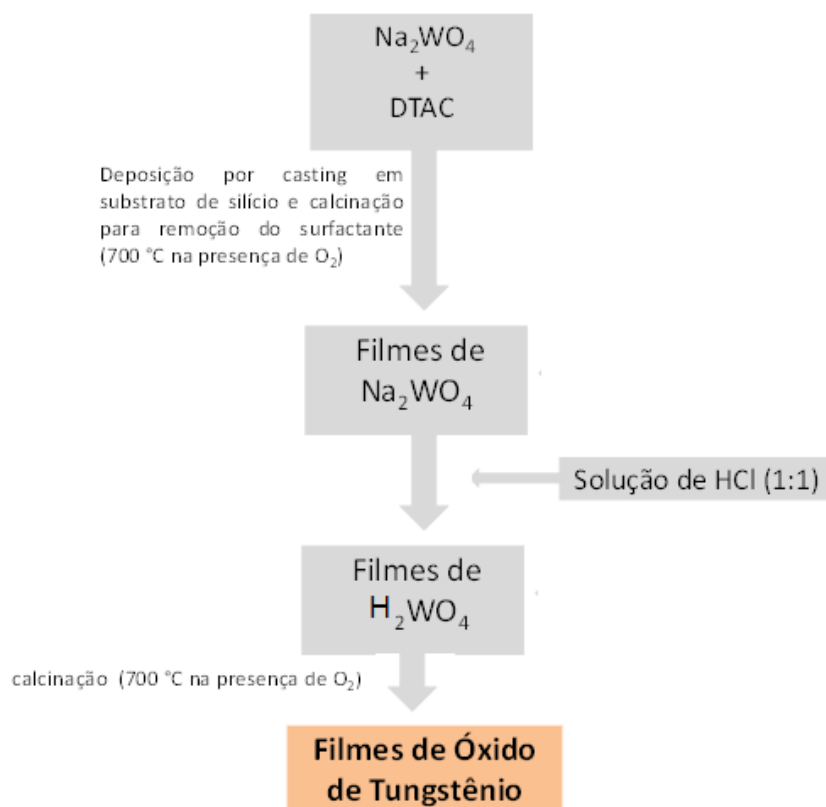 Na₂WO₄
+
DTAC
Deposição por casting em
substrato de silício e calcinação
para remoção do surfactante
(700 °C na presença de O₂)
Filmes de
Na₂WO₄
Solução de HCl (1:1)
Filmes de
H₂WO₄
calcinação (700 °C na presença de O₂)
Filmes de Óxido
de Tungstênio